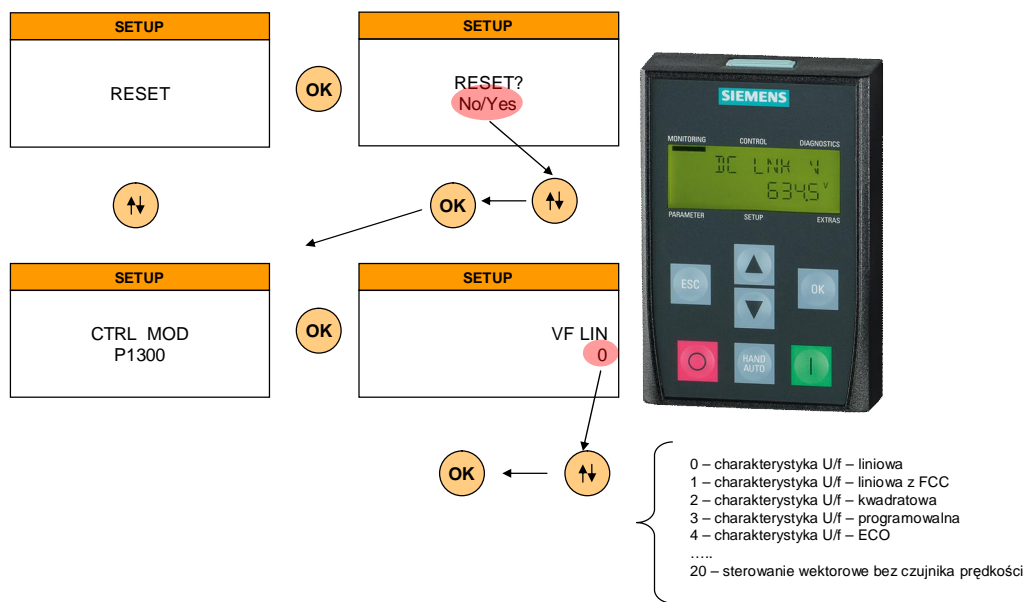 SETUP
RESET
OK
SETUP
RESET?
No/Yes
OK
SIEMENS
MONITORING CONTROL DIAGNOSTICS
DC LNK V
634,5 V
PARAMETER SETUP EXTRAS
ESC
OK
HAND
AUTO
SETUP
CTRL MOD
P1300
OK
SETUP
VF LIN
0
OK
0 – charakterystyka U/f – liniowa
1 – charakterystyka U/f – liniowa z FCC
2 – charakterystyka U/f – kwadratowa
3 – charakterystyka U/f – programowalna
4 – charakterystyka U/f – ECO
…..
20 – sterowanie wektorowe bez czujnika prędkości